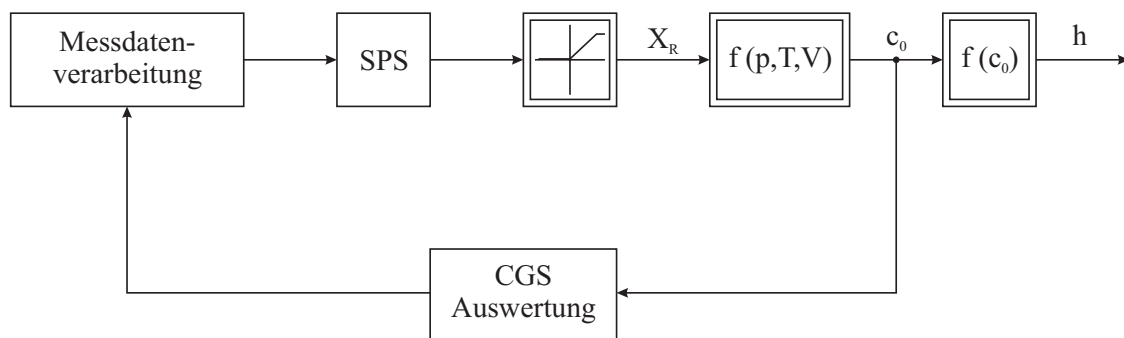 Messdaten-
verarbeitung
SPS
X_R
f (p,T,V)
c_0
f (c_0)
h
CGS
Auswertung